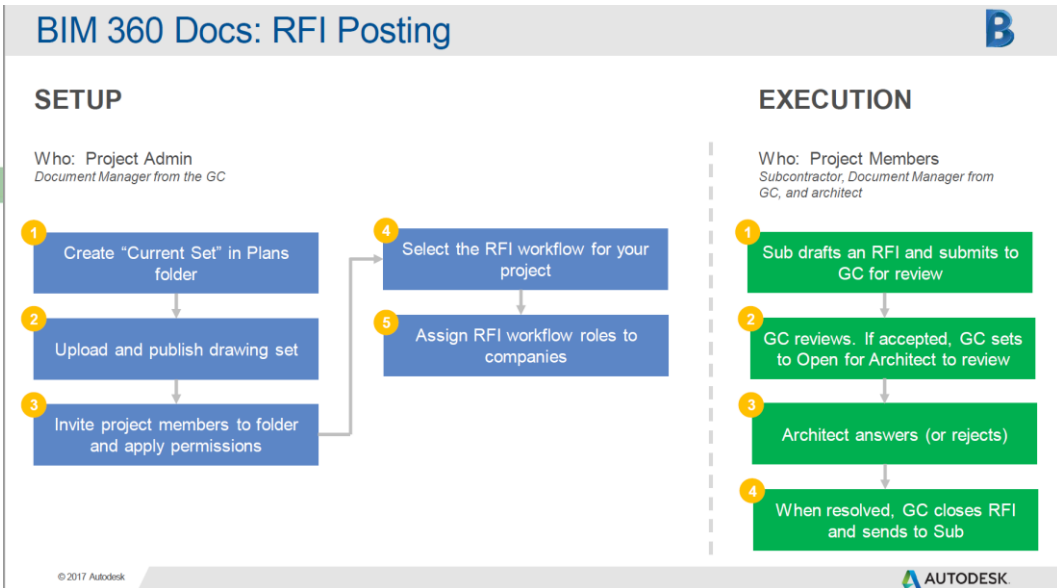 BIM 360 Docs: RFI Posting
B
SETUP
Who: Project Admin
Document Manager from the GC
1
Create “Current Set” in Plans
folder
2
Upload and publish drawing set
3
Invite project members to folder
and apply permissions
4
Select the RFI workflow for your
project
5
Assign RFI workflow roles to
companies
EXECUTION
Who: Project Members
Subcontractor, Document Manager from
GC, and architect
1
Sub drafts an RFI and submits to
GC for review
2
GC reviews. If accepted, GC sets
to Open for Architect to review
3
Architect answers (or rejects)
4
When resolved, GC closes RFI
and sends to Sub
© 2017 Autodesk
AUTODESK.